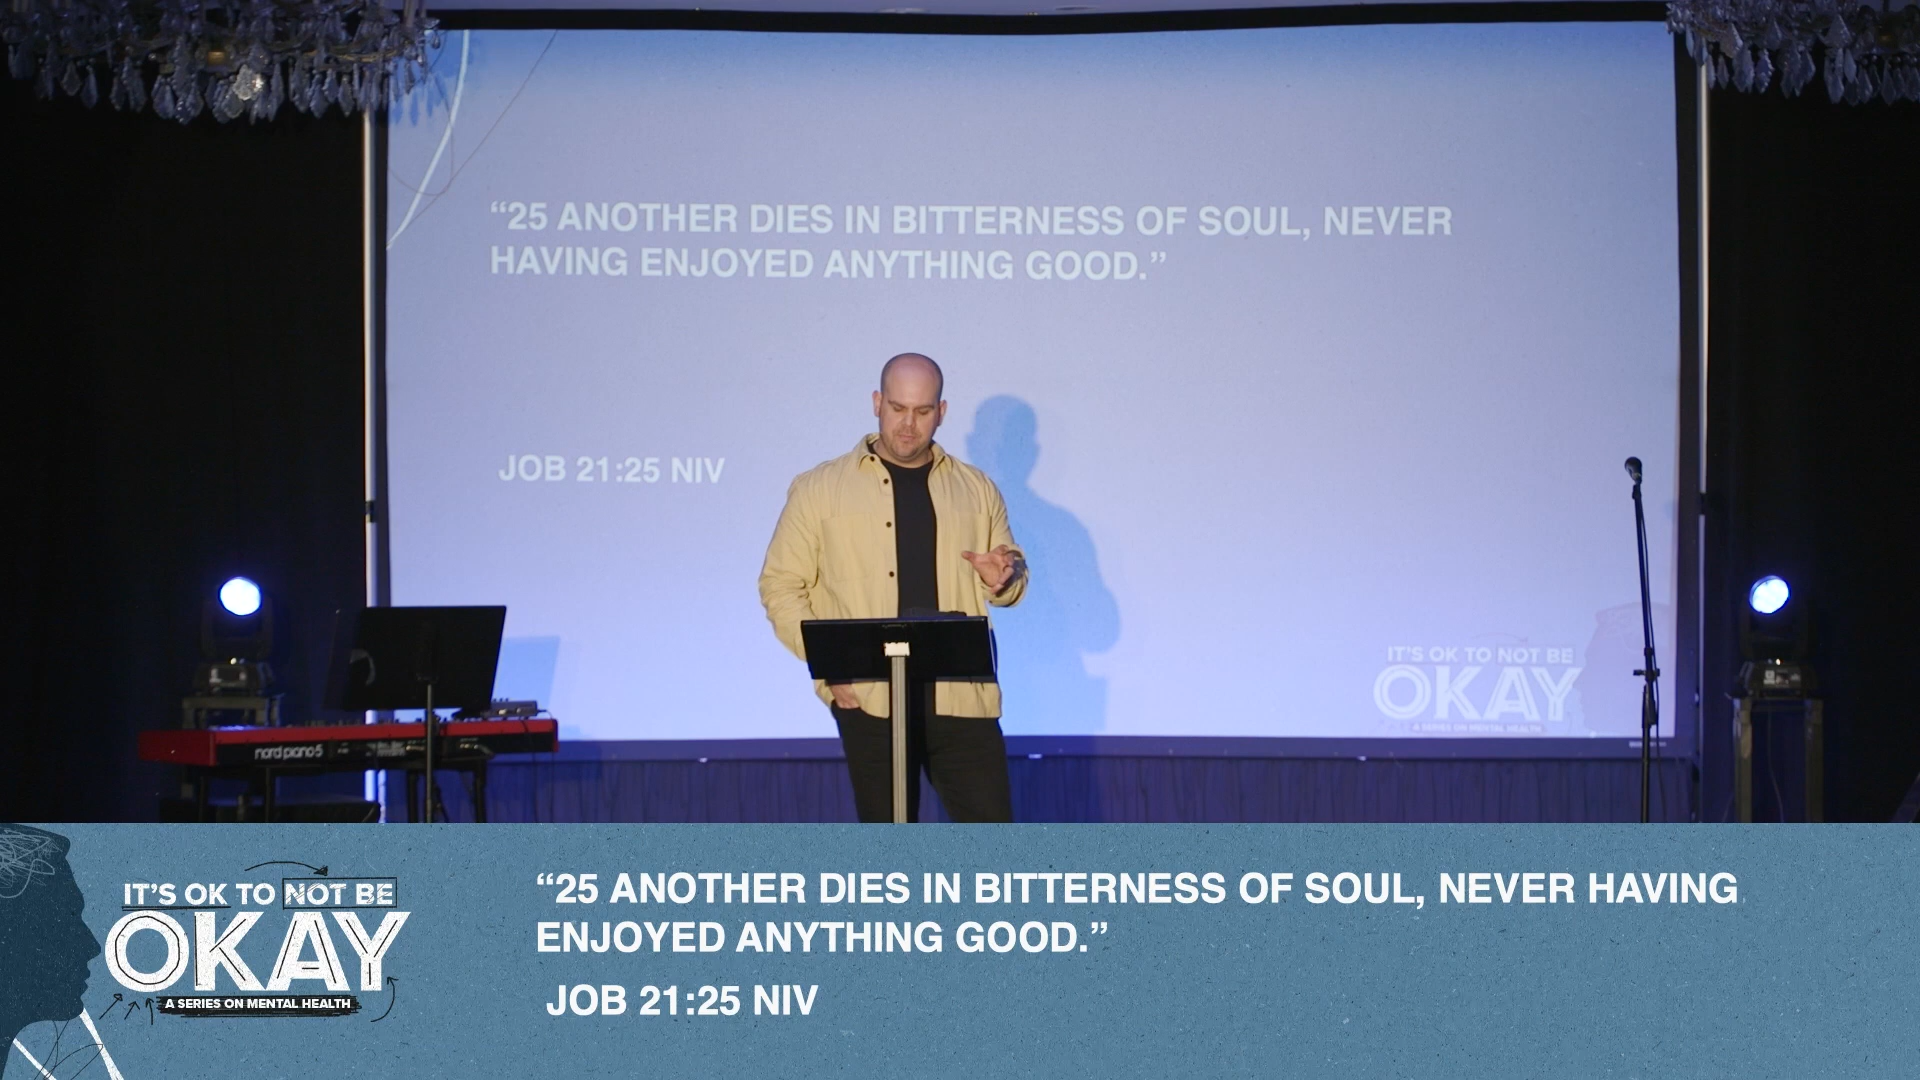 “25 ANOTHER DIES IN BITTERNESS OF SOUL, NEVER
HAVING ENJOYED ANYTHING GOOD.”
JOB 21:25 NIV
IT'S OK TO NOT BE
OKAY
A SERIES ON MENTAL HEALTH
nord piano 5
IT'S OK TO NOT BE
OKAY
A SERIES ON MENTAL HEALTH
“25 ANOTHER DIES IN BITTERNESS OF SOUL, NEVER HAVING
ENJOYED ANYTHING GOOD.”
JOB 21:25 NIV